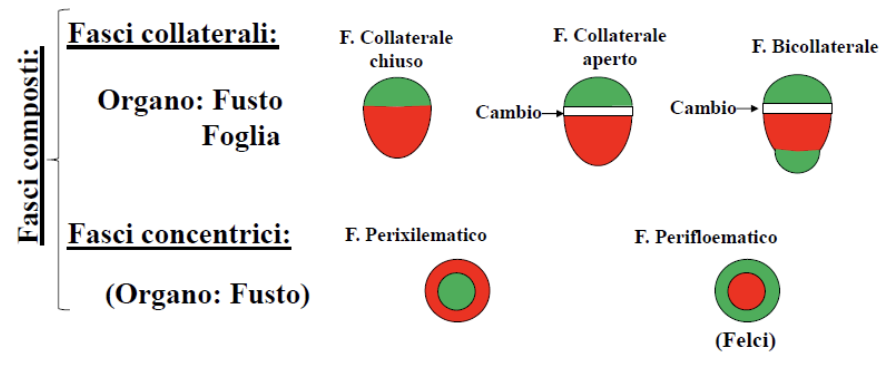 Fasci composti:
Fasci collaterali:
Organo: Fusto
Foglia
F. Collaterale
chiuso
F. Collaterale
aperto
Cambio
F. Bicollaterale
Cambio
Fasci concentrici:
(Organo: Fusto)
F. Perixilematico
F. Perifloematico
(Felci)